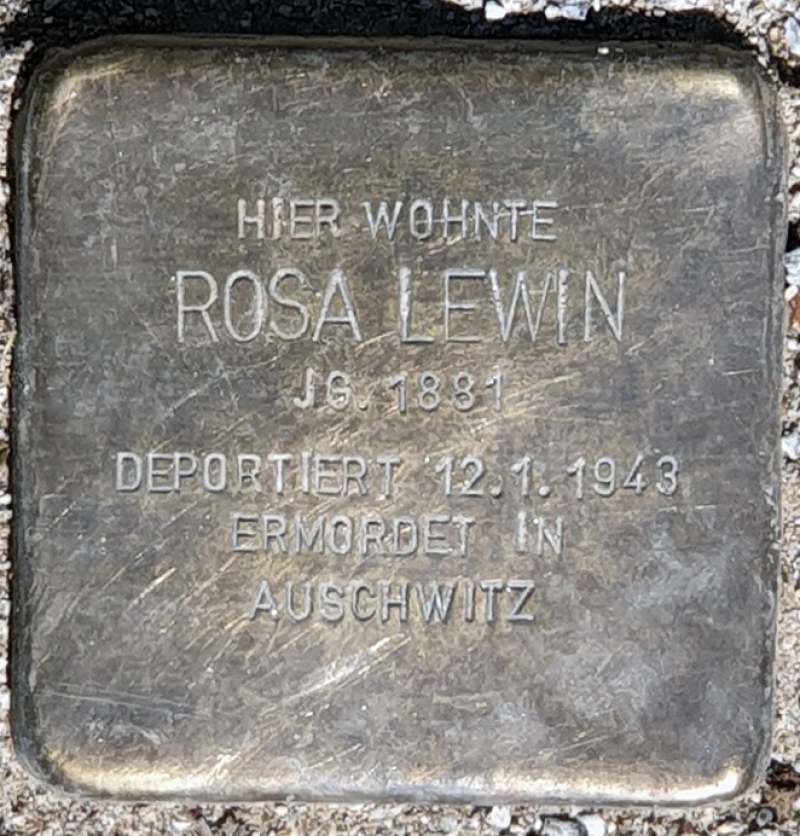 HIER WOHNTE
ROSA LEWIN
JG. 1881
DEPORTIERT 12.1.1943
ERMORDET IN
AUSCHWITZ